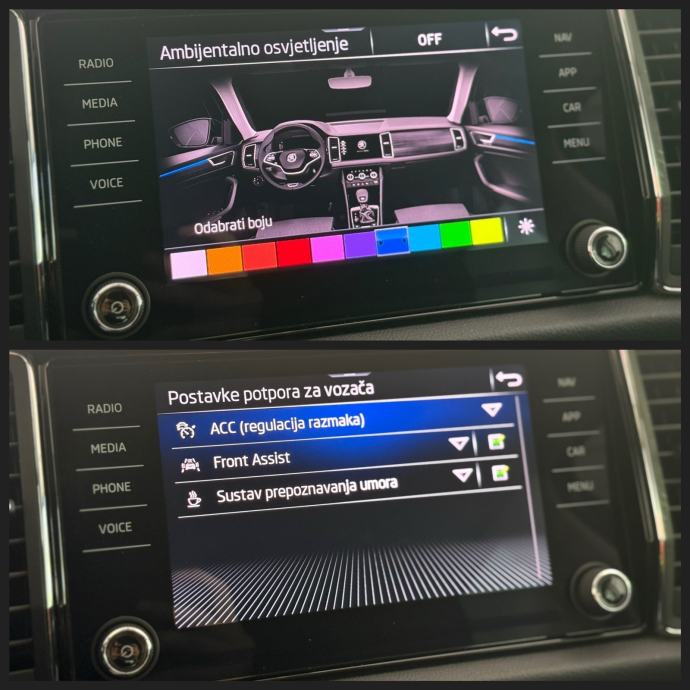 Ambijentalno osvjetljenje
OFF
RADIO
MEDIA
PHONE
VOICE
NAV
APP
CAR
MENU
Odabrati boju
Postavke potpora za vozača
RADIO
MEDIA
PHONE
VOICE
NAV
APP
CAR
MENU
ACC (regulacija razmaka)
Front Assist
Sustav prepoznavanja umora